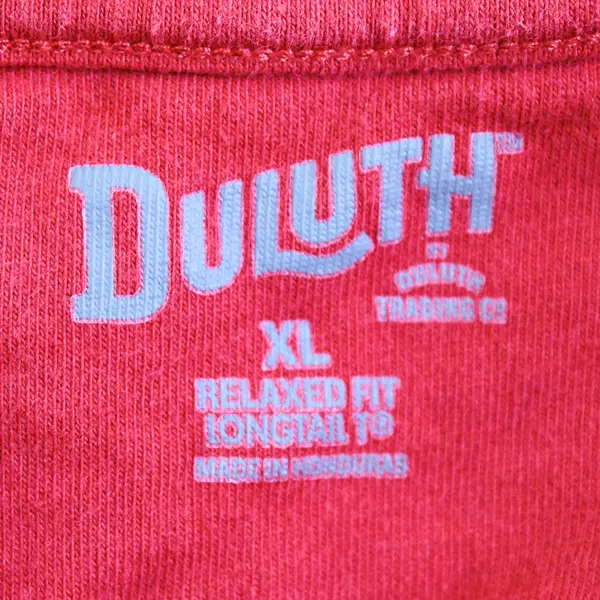 DULUTH™
BY
DULUTH
TRADING CO
XL
RELAXED FIT
LONGTAIL T®
MADE IN HONDURAS